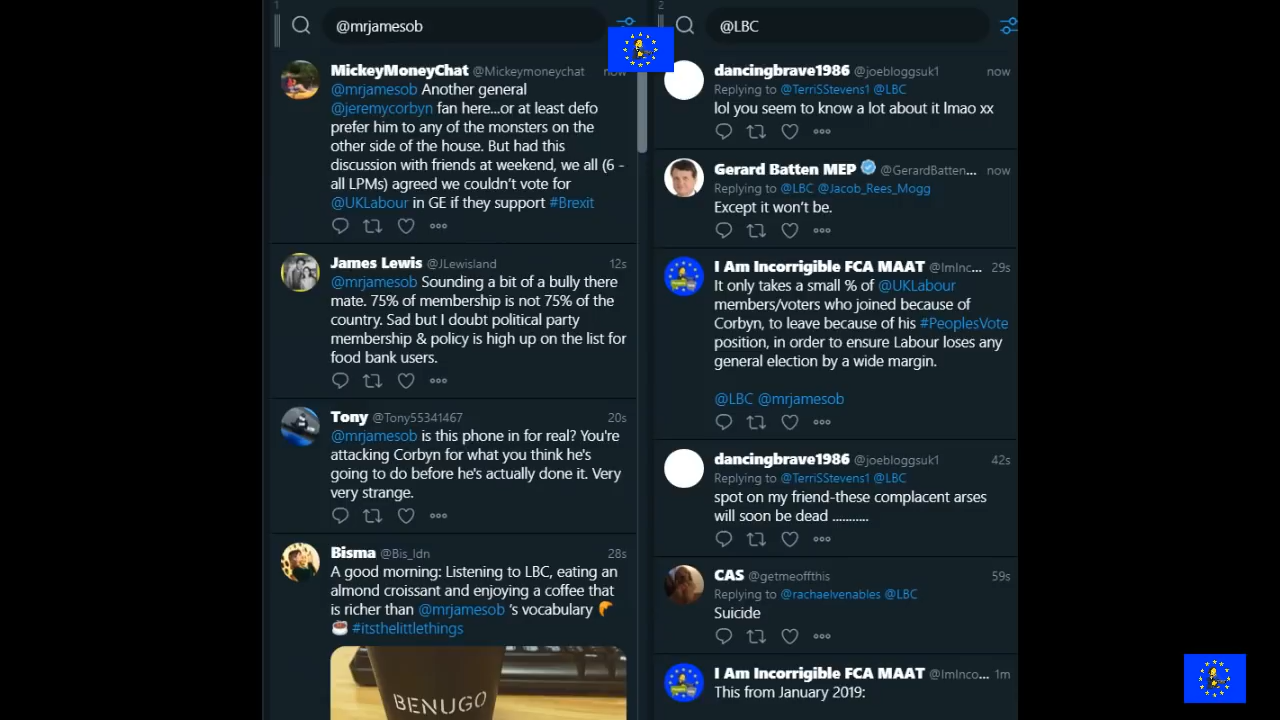 1
@mrjamesob
MickeyMoneyChat @Mickeymoneychat now
@mrjamesob Another general
@jeremycorbyn fan here...or at least defo
prefer him to any of the monsters on the
other side of the house. But had this
discussion with friends at weekend, we all (6 -
all LPMs) agreed we couldn't vote for
@UKLabour in GE if they support #Brexit
James Lewis @JLewisland 12s
@mrjamesob Sounding a bit of a bully there
mate. 75% of membership is not 75% of the
country. Sad but I doubt political party
membership & policy is high up on the list for
food bank users.
Tony @Tony55341467 20s
@mrjamesob is this phone in for real? You're
attacking Corbyn for what you think he's
going to do before he's actually done it. Very
very strange.
Bisma @Bis_ldn 28s
A good morning: Listening to LBC, eating an
almond croissant and enjoying a coffee that
is richer than @mrjamesob 's vocabulary 🥐
☕ #itsthelittlethings
BENUGO
2
@LBC
dancingbrave1986 @joebloggsuk1 now
Replying to @TerriSStevens1 @LBC
lol you seem to know a lot about it lmao xx
Gerard Batten MEP @GerardBatten... now
Replying to @LBC @Jacob_Rees_Mogg
Except it won't be.
I Am Incorrigible FCA MAAT @ImInc... 29s
It only takes a small % of @UKLabour
members/voters who joined because of
Corbyn, to leave because of his #PeoplesVote
position, in order to ensure Labour loses any
general election by a wide margin.
@LBC @mrjamesob
dancingbrave1986 @joebloggsuk1 42s
Replying to @TerriSStevens1 @LBC
spot on my friend-these complacent arses
will soon be dead ...........
CAS @getmeoffthis 59s
Replying to @rachaelvenables @LBC
Suicide
I Am Incorrigible FCA MAAT @ImInco... 1m
This from January 2019: